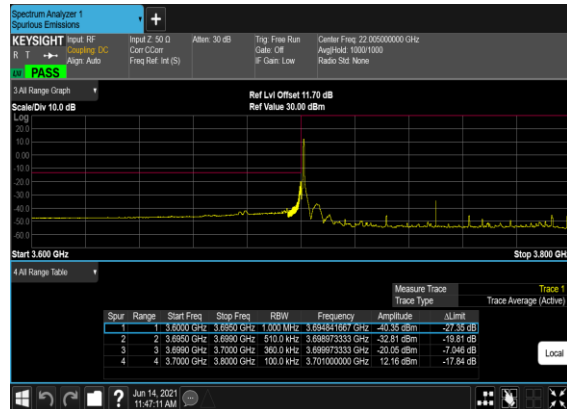 Spectrum Analyzer 1
Spurious Emissions
KEYSIGHT
R T
LXI
PASS
Input: RF
Coupling: DC
Align: Auto
Input Z: 50 Ω
Corr CCorr
Freq Ref: Int (S)
Atten: 30 dB
Trig: Free Run
Gate: Off
IF Gain: Low
Center Freq: 22.005000000 GHz
Avg|Hold: 1000/1000
Radio Std: None
3 All Range Graph
Scale/Div 10.0 dB
Ref Lvl Offset 11.70 dB
Ref Value 30.00 dBm
Log
20.0
10.0
0.00
-10.0
-20.0
-30.0
-40.0
-50.0
-60.0
Start 3.600 GHz
Stop 3.800 GHz
4 All Range Table
Measure Trace Trace 1
Trace Type Trace Average (Active)
Spur Range Start Freq Stop Freq RBW Frequency Amplitude ΔLimit
1 1 3.6000 GHz 3.6950 GHz 1.000 MHz 3.694841667 GHz -40.35 dBm -27.35 dB
2 2 3.6950 GHz 3.6990 GHz 510.0 kHz 3.698973333 GHz -32.81 dBm -19.81 dB
3 3 3.6990 GHz 3.7000 GHz 360.0 kHz 3.699973333 GHz -20.05 dBm -7.046 dB
4 4 3.7000 GHz 3.8000 GHz 100.0 kHz 3.701000000 GHz 12.16 dBm -17.84 dB
Local
?
Jun 14, 2021
11:47:11 AM